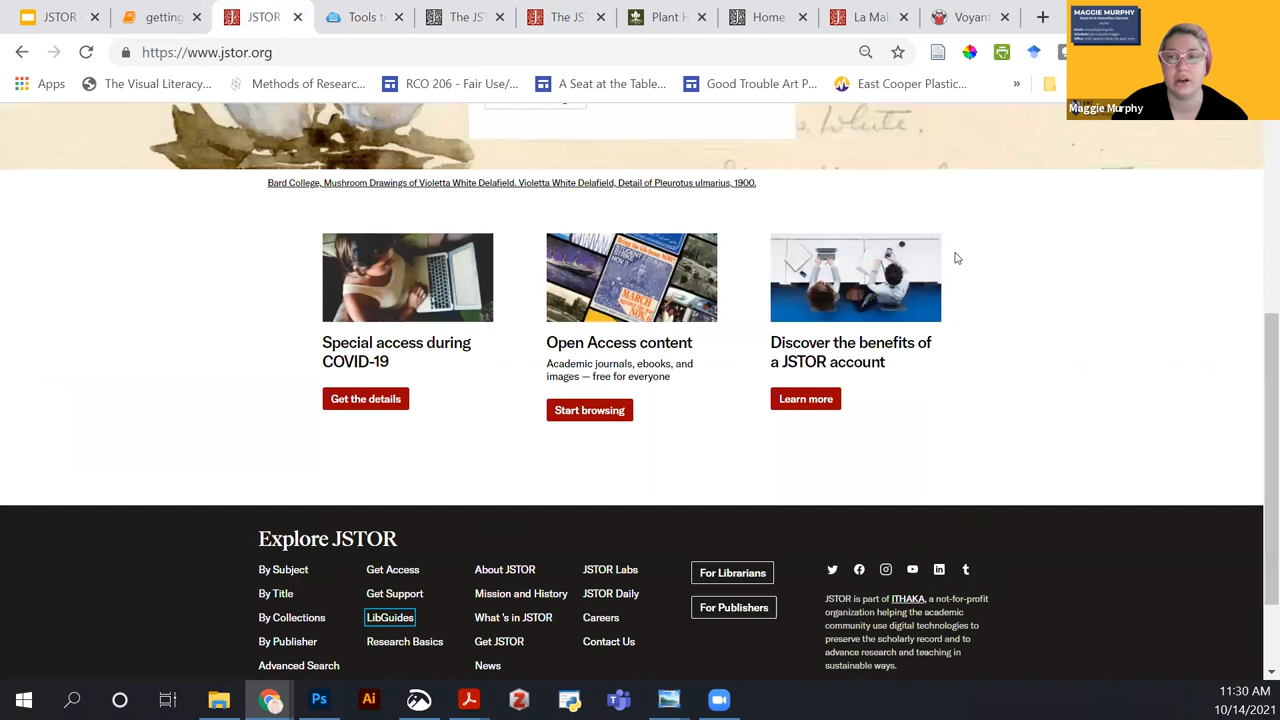 JSTOR
getting
JSTOR
Tools
The JS
The JS
Plant P
Home
La Mal
Voyant
https://www.jstor.org
Apps
The Visual Literacy...
Methods of Researc...
RCO 206 - Fall/Juse/...
A Seat at the Table...
Good Trouble Art P...
East Cooper Plastic...
»
MAGGIE MURPHY
Maggie Murphy
Bard College, Mushroom Drawings of Violetta White Delafield. Violetta White Delafield, Detail of Pleurotus ulmarius, 1900.
Special access during
COVID-19
Get the details
Open Access content
Academic journals, ebooks, and
images — free for everyone
Start browsing
Discover the benefits of
a JSTOR account
Learn more
Explore JSTOR
By Subject
By Title
By Collections
By Publisher
Advanced Search
Get Access
Get Support
LibGuides
Research Basics
About JSTOR
Mission and History
What 's in JSTOR
Get JSTOR
News
JSTOR Labs
JSTOR Daily
Careers
Contact Us
For Librarians
For Publishers
JSTOR is part of ITHAKA, a not-for-profit
organization helping the academic
community use digital technologies to
preserve the scholarly record and to
advance research and teaching in
sustainable ways.
Ps
Ai
11:30 AM
10/14/2021